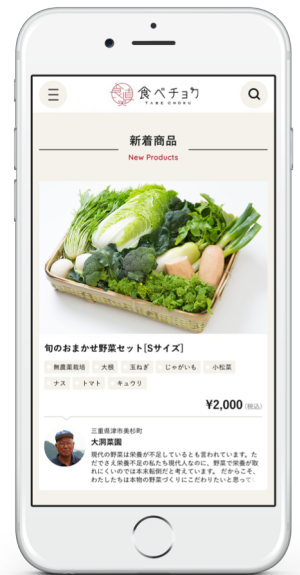 食べチョク
TABE CHOKU
新着商品
New Products
旬のおまかせ野菜セット[Sサイズ]
無農薬栽培 大根 玉ねぎ じゃがいも 小松菜
ナス トマト キュウリ
¥2,000(税込)
三重県津市美杉町
大洞菜園
現代の野菜は栄養が不足しているとも言われています。た
だでさえ栄養不足の私たち現代人なのに、野菜で栄養が取
れにくいのでは本末転倒だと考えています。 だからこそ、
わたしたちは本物の野菜づくりにこだわりたいと思って